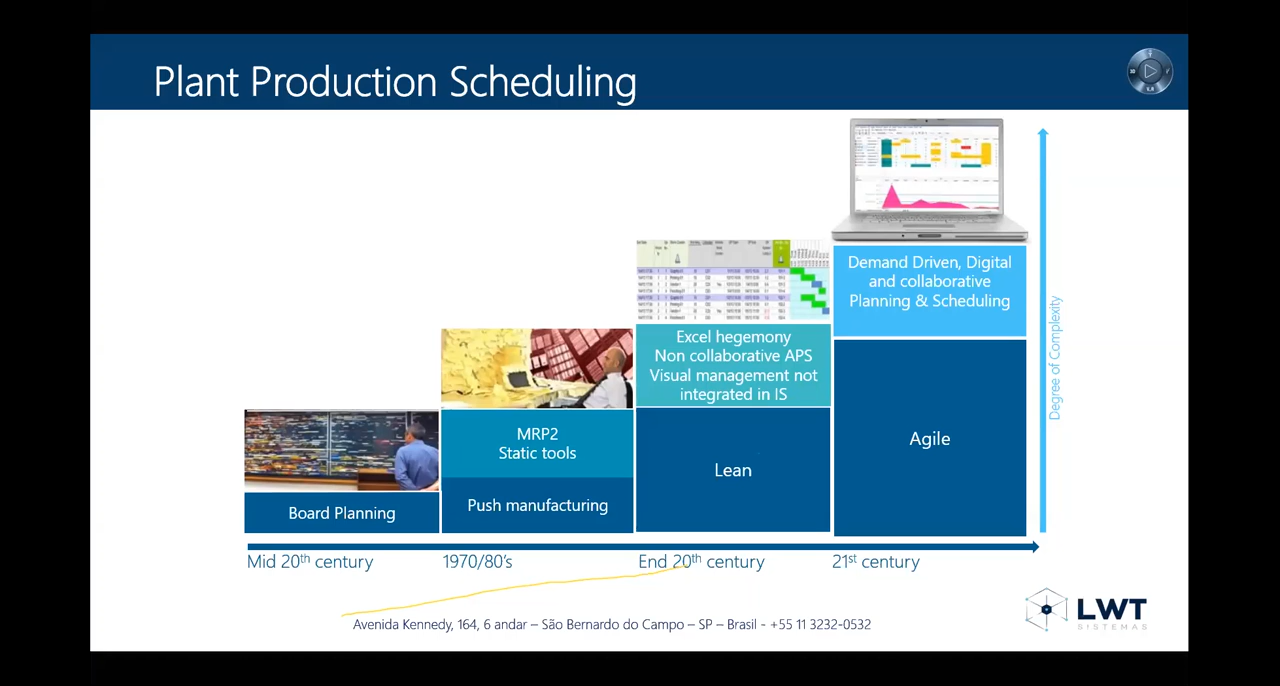 Plant Production Scheduling
Demand Driven, Digital
and collaborative
Planning & Scheduling
Excel hegemony
Non collaborative APS
Visual management not
integrated in IS
MRP2
Static tools
Board Planning
Push manufacturing
Lean
Agile
Degree of Complexity
Mid 20th century
1970/80's
End 20th century
21st century
Avenida Kennedy, 164, 6 andar – São Bernardo do Campo – SP – Brasil - +55 11 3232-0532
LWT
SISTEMAS